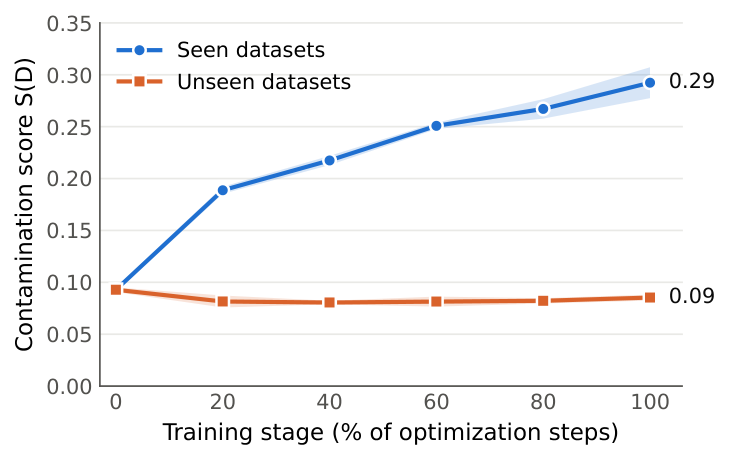 0.35
0.30
0.25
0.20
0.15
0.10
0.05
0.00
Contamination score S(D)
Seen datasets
Unseen datasets
0.29
0.09
0 20 40 60 80 100
Training stage (% of optimization steps)